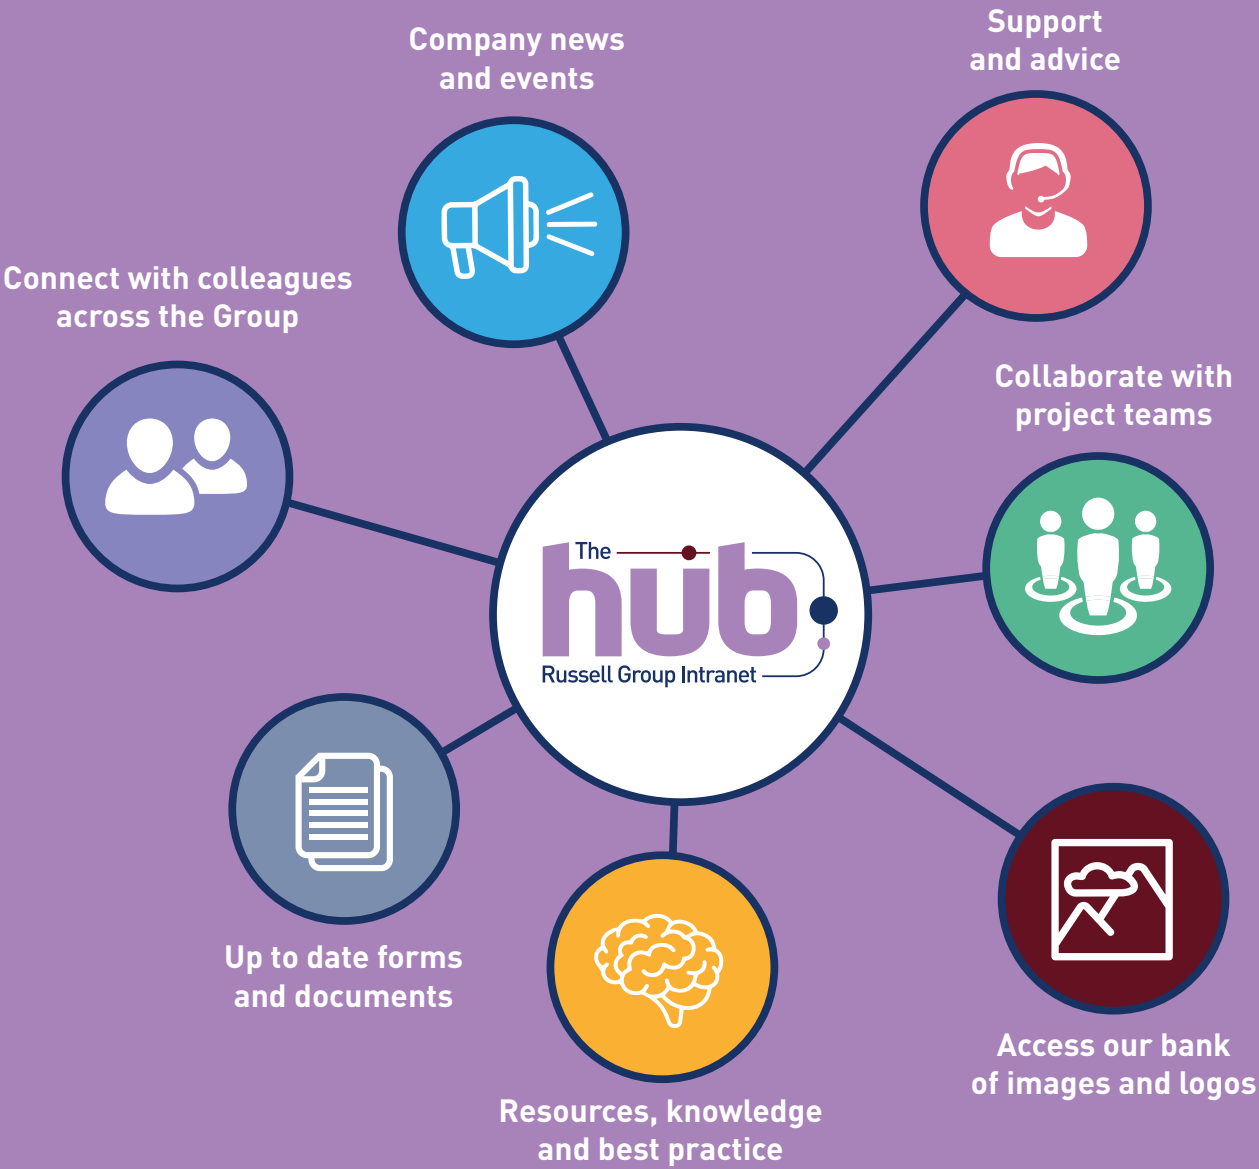 Support
and advice
Company news
and events
Connect with colleagues
across the Group
Collaborate with
project teams
The
hub
Russell Group Intranet
Up to date forms
and documents
Access our bank
of images and logos
Resources, knowledge
and best practice